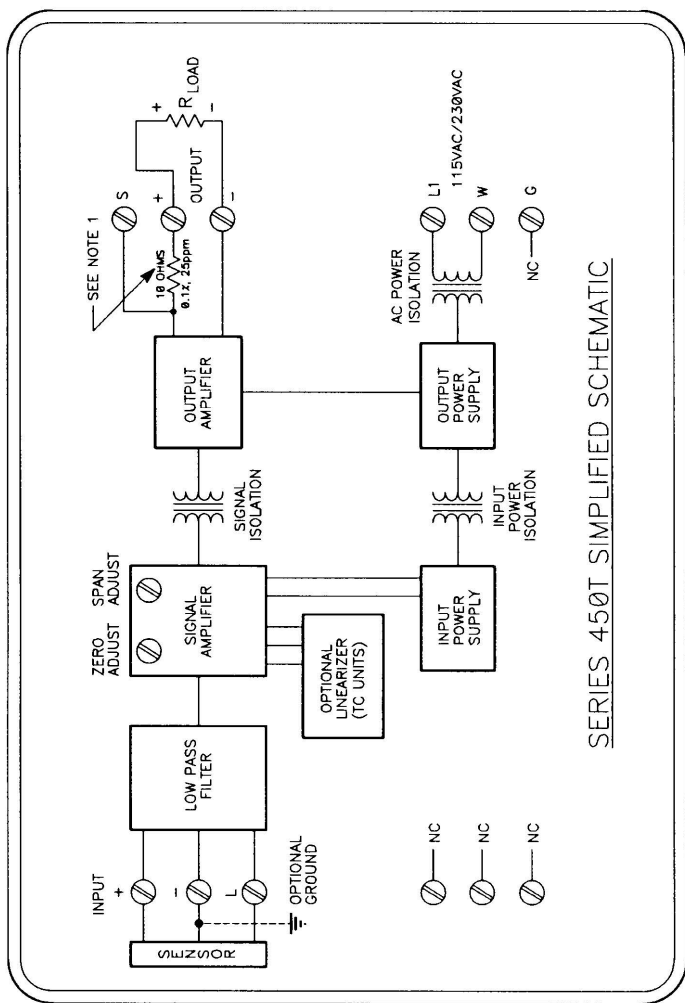 SEE NOTE 1
ZERO
ADJUST
SPAN
ADJUST
INPUT
+
-
L
SENSOR
OPTIONAL
GROUND
LOW PASS
FILTER
SIGNAL
AMPLIFIER
OPTIONAL
LINEARIZER
(TC UNITS)
SIGNAL
ISOLATION
OUTPUT
AMPLIFIER
10 OHMS
0.1%, 25ppm
S
+
OUTPUT
-
+
R LOAD
-
INPUT
POWER
SUPPLY
INPUT
POWER
ISOLATION
OUTPUT
POWER
SUPPLY
AC POWER
ISOLATION
L1
115VAC/230VAC
W
NC
G
NC
NC
NC
SERIES 450T SIMPLIFIED SCHEMATIC